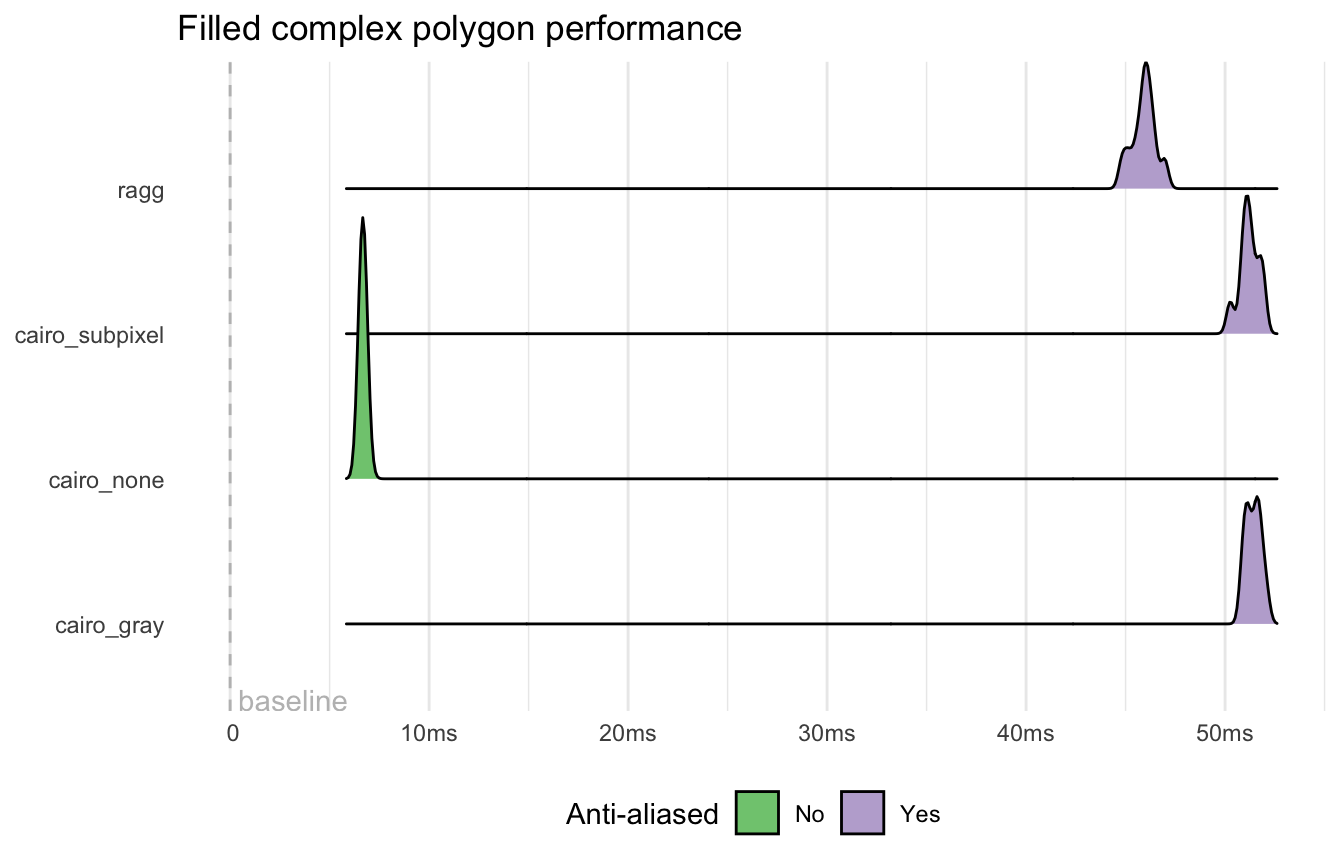 Filled complex polygon performance
ragg
cairo_subpixel
cairo_none
cairo_gray
baseline
0 10ms 20ms 30ms 40ms 50ms
Anti-aliased No Yes